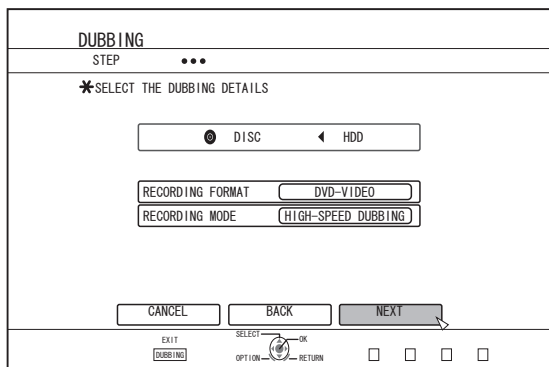 DUBBING
STEP
SELECT THE DUBBING DETAILS
DISC HDD
RECORDING FORMAT DVD-VIDEO
RECORDING MODE HIGH-SPEED DUBBING
CANCEL BACK NEXT
EXIT SELECT OK
DUBBING OPTION RETURN